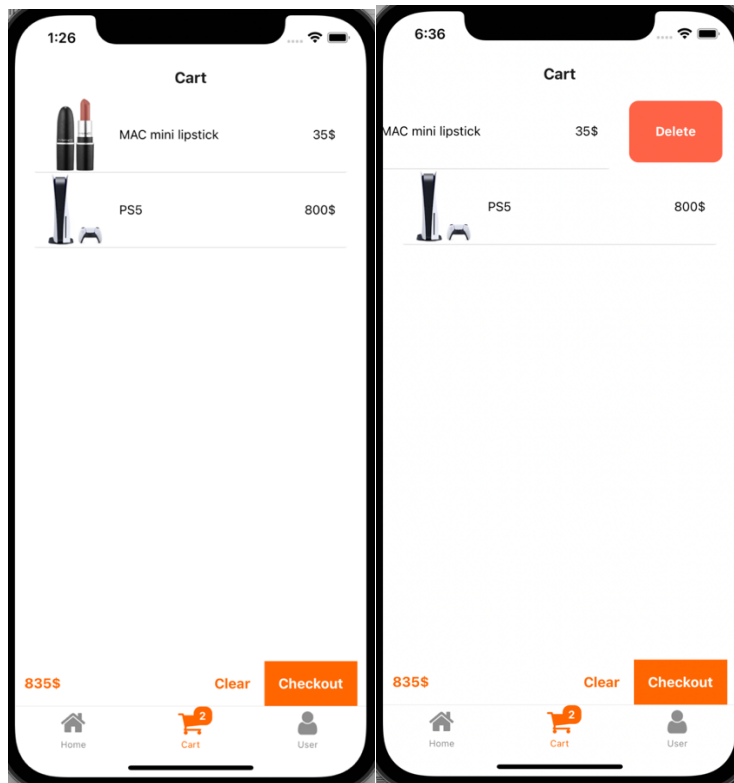 1:26
Cart
MAC mini lipstick 35$
PS5 800$
835$ Clear Checkout
2
Home Cart User
6:36
Cart
MAC mini lipstick 35$ Delete
PS5 800$
835$ Clear Checkout
2
Home Cart User